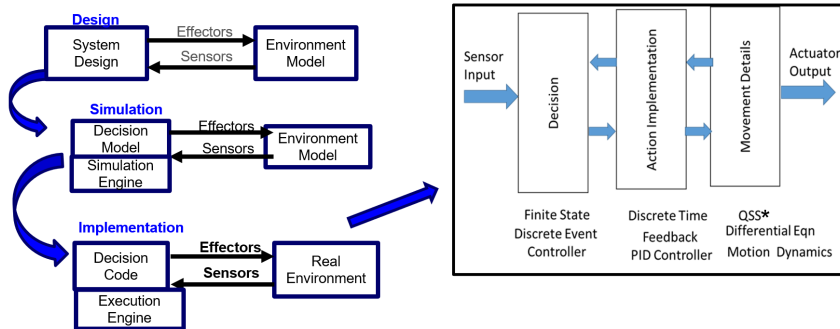 Design
System
Design
Effectors
Sensors
Environment
Model
Simulation
Decision
Model
Simulation
Engine
Effectors
Sensors
Environment
Model
Implementation
Decision
Code
Execution
Engine
Effectors
Sensors
Real
Environment
Sensor
Input
Decision
Action Implementation
Movement Details
Actuator
Output
Finite State
Discrete Event
Controller
Discrete Time
Feedback
PID Controller
QSS*
Differential Eqn
Motion Dynamics